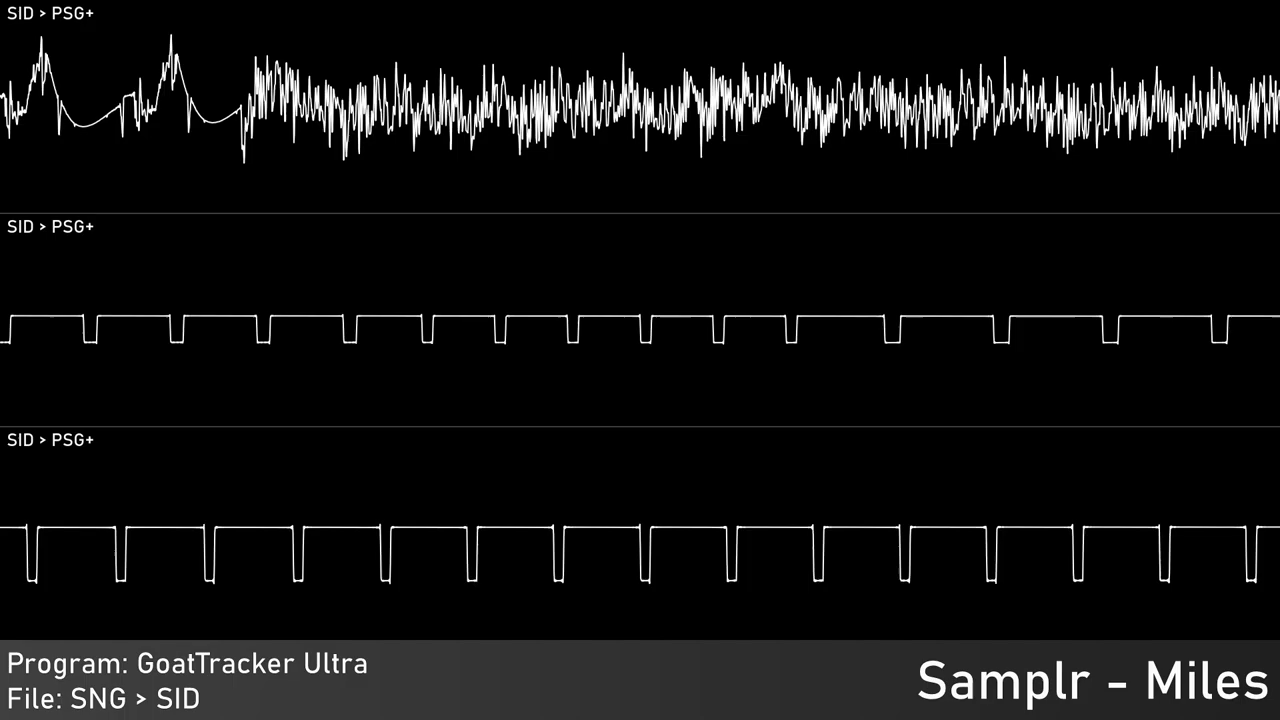 SID > PSG+
SID > PSG+
SID > PSG+
Program: GoatTracker Ultra
File: SNG > SID
Samplr - Miles